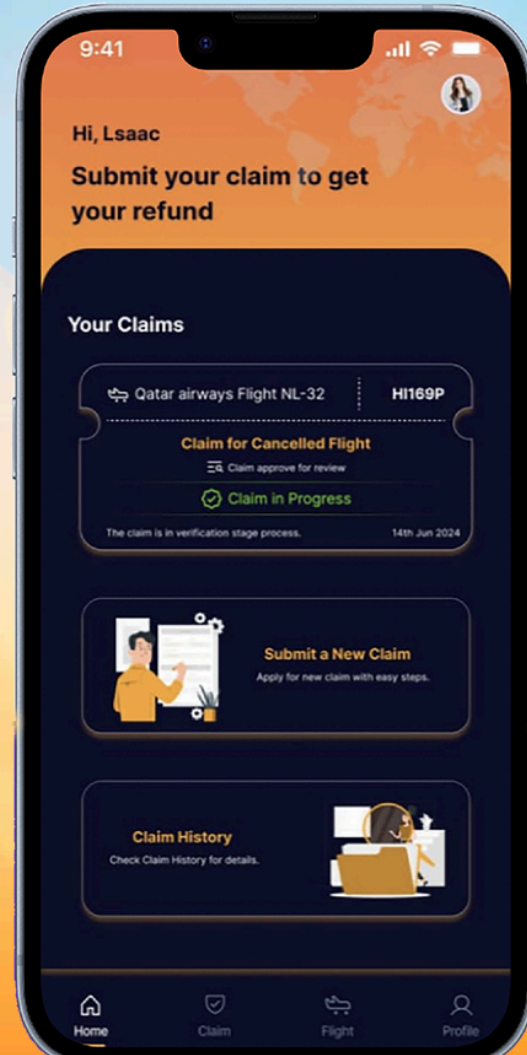 9:41
Hi, Lsaac
Submit your claim to get
your refund
Your Claims
Qatar airways Flight NL-32
HI169P
Claim for Cancelled Flight
Claim approve for review
Claim in Progress
The claim is in verification stage process.
14th Jun 2024
Submit a New Claim
Apply for new claim with easy steps.
Claim History
Check Claim History for details.
Home
Claim
Flight
Profile